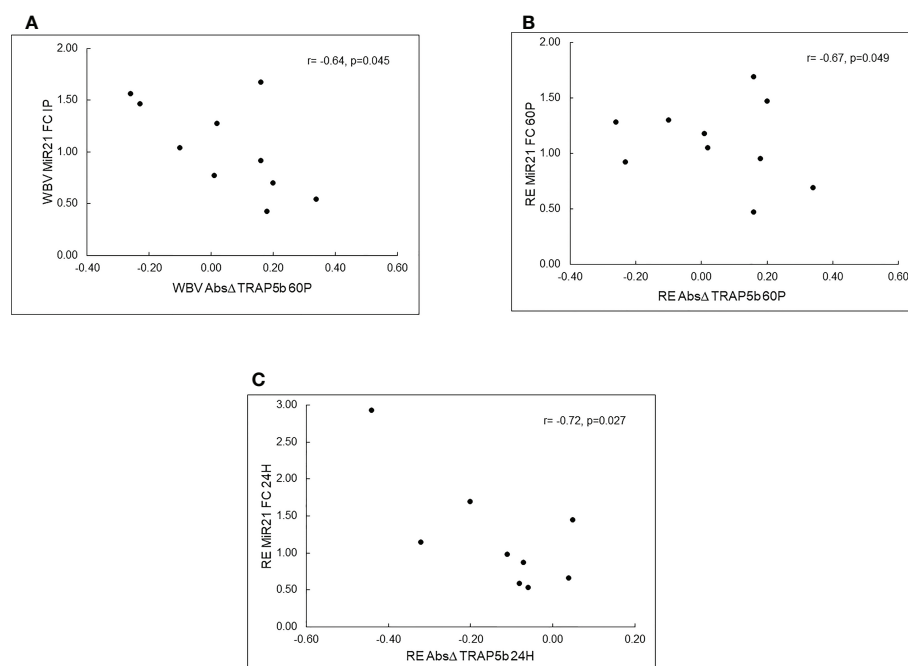 A
2.00
1.50
1.00
0.50
0.00
-0.40
-0.20
0.00
0.20
0.40
0.60
r= -0.64, p=0.045
WBV MiR21 FC IP
WBV AbsΔ TRAP5b 60P
B
2.00
1.50
1.00
0.50
0.00
-0.40
-0.20
0.00
0.20
0.40
0.60
r= -0.67, p=0.049
RE MiR21 FC 60P
RE AbsΔ TRAP5b 60P
C
3.00
2.50
2.00
1.50
1.00
0.50
0.00
-0.60
-0.40
-0.20
0.00
0.20
r= -0.72, p=0.027
RE MiR21 FC 24H
RE AbsΔ TRAP5b 24H